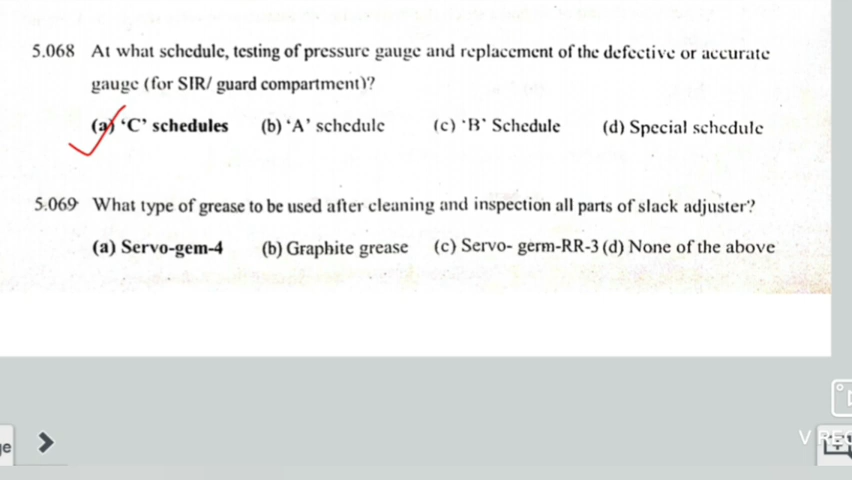 5.068 At what schedule, testing of pressure gauge and replacement of the defective or accurate
gauge (for SIR/ guard compartment)?
(a) ‘C’ schedules (b) ‘A’ schedule (c) ‘B’ Schedule (d) Special schedule
5.069 What type of grease to be used after cleaning and inspection all parts of slack adjuster?
(a) Servo-gem-4 (b) Graphite grease (c) Servo- germ-RR-3 (d) None of the above
V REC